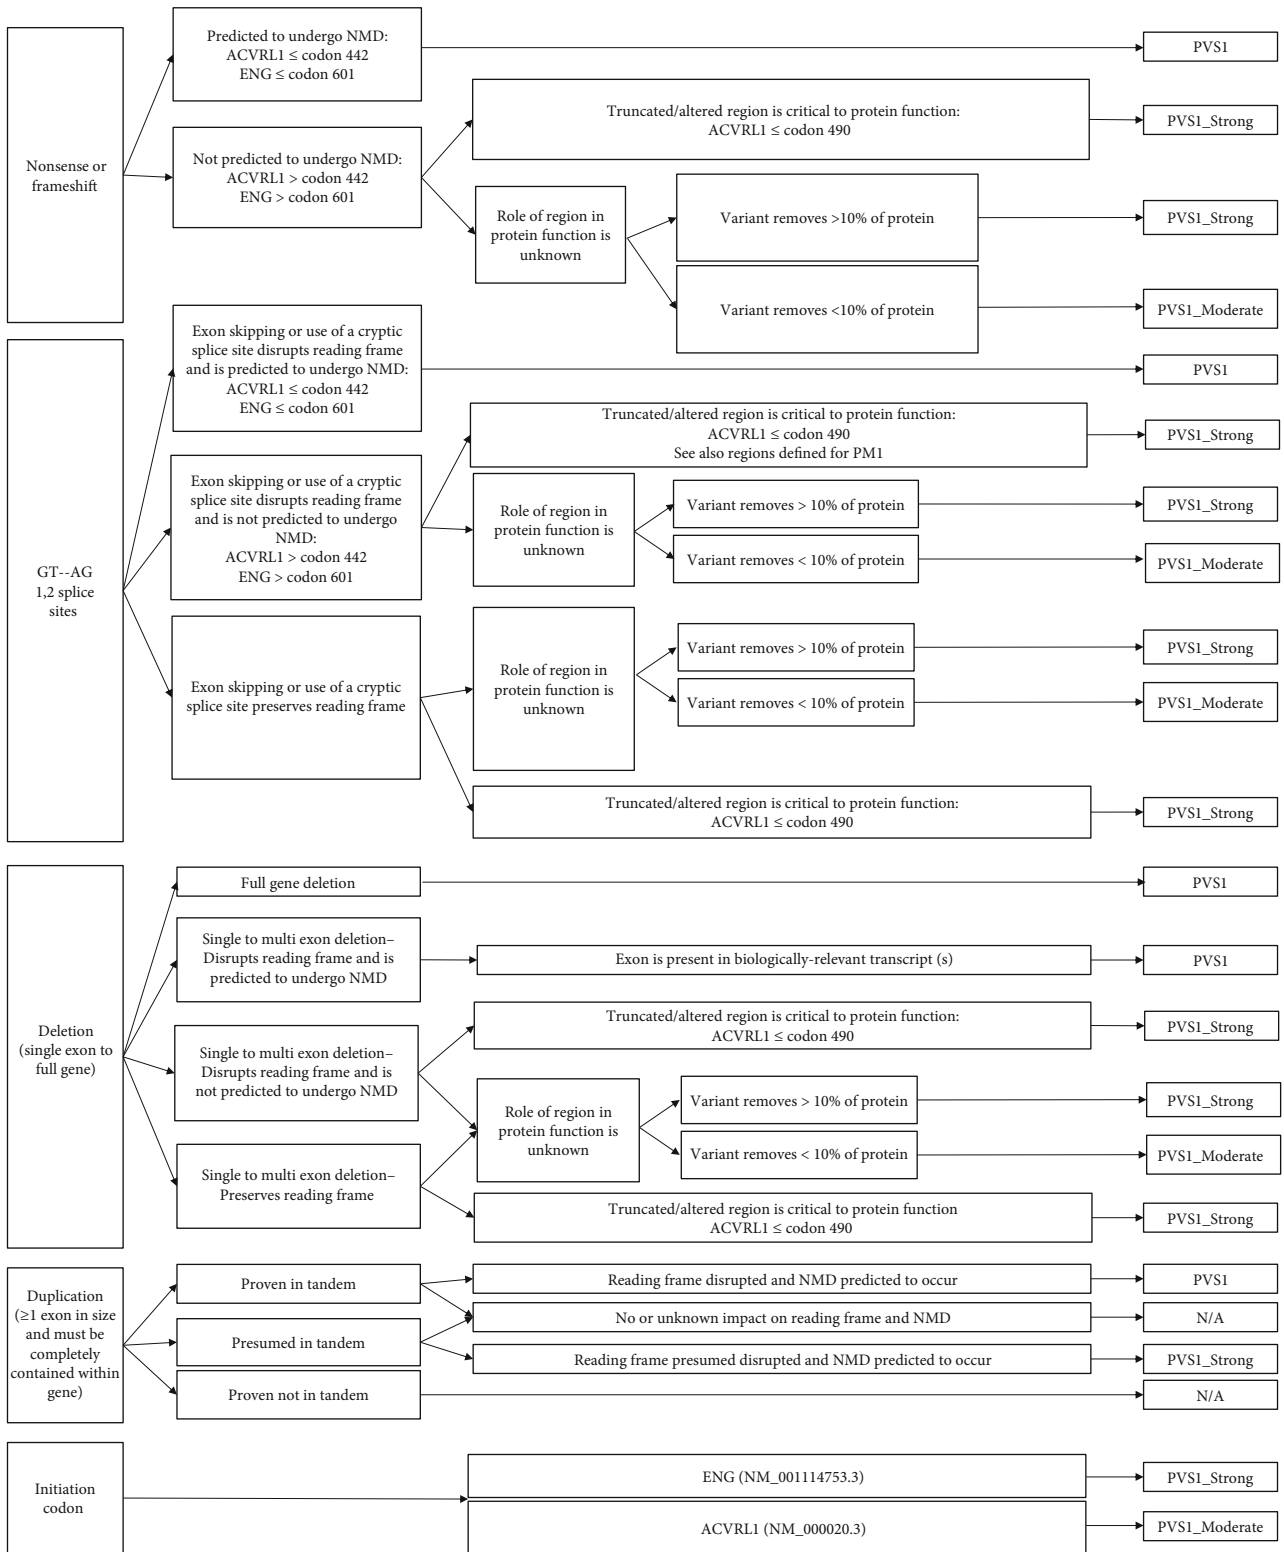 Nonsense or
frameshift
Predicted to undergo NMD:
ACVRL1 ≤ codon 442
ENG ≤ codon 601
PVS1
Not predicted to undergo NMD:
ACVRL1 > codon 442
ENG > codon 601
Truncated/altered region is critical to protein function:
ACVRL1 ≤ codon 490
PVS1_Strong
Role of region in
protein function is
unknown
Variant removes >10% of protein
PVS1_Strong
Variant removes <10% of protein
PVS1_Moderate
GT--AG
1,2 splice
sites
Exon skipping or use of a cryptic
splice site disrupts reading frame
and is predicted to undergo NMD:
ACVRL1 ≤ codon 442
ENG ≤ codon 601
PVS1
Exon skipping or use of a cryptic
splice site disrupts reading frame
and is not predicted to undergo
NMD:
ACVRL1 > codon 442
ENG > codon 601
Truncated/altered region is critical to protein function:
ACVRL1 ≤ codon 490
See also regions defined for PM1
PVS1_Strong
Role of region in
protein function is
unknown
Variant removes > 10% of protein
PVS1_Strong
Variant removes < 10% of protein
PVS1_Moderate
Exon skipping or use of a cryptic
splice site preserves reading frame
Role of region in
protein function is
unknown
Variant removes > 10% of protein
PVS1_Strong
Variant removes < 10% of protein
PVS1_Moderate
Truncated/altered region is critical to protein function:
ACVRL1 ≤ codon 490
PVS1_Strong
Deletion
(single exon to
full gene)
Full gene deletion
PVS1
Single to multi exon deletion–
Disrupts reading frame and is
predicted to undergo NMD
Exon is present in biologically-relevant transcript (s)
PVS1
Single to multi exon deletion–
Disrupts reading frame and is
not predicted to undergo NMD
Truncated/altered region is critical to protein function:
ACVRL1 ≤ codon 490
PVS1_Strong
Role of region in
protein function is
unknown
Variant removes > 10% of protein
PVS1_Strong
Variant removes < 10% of protein
PVS1_Moderate
Single to multi exon deletion–
Preserves reading frame
Truncated/altered region is critical to protein function
ACVRL1 ≤ codon 490
PVS1_Strong
Duplication
(≥1 exon in size
and must be
completely
contained within
gene)
Proven in tandem
Reading frame disrupted and NMD predicted to occur
PVS1
No or unknown impact on reading frame and NMD
N/A
Presumed in tandem
Reading frame presumed disrupted and NMD predicted to occur
PVS1_Strong
Proven not in tandem
N/A
Initiation
codon
ENG (NM_001114753.3)
PVS1_Strong
ACVRL1 (NM_000020.3)
PVS1_Moderate